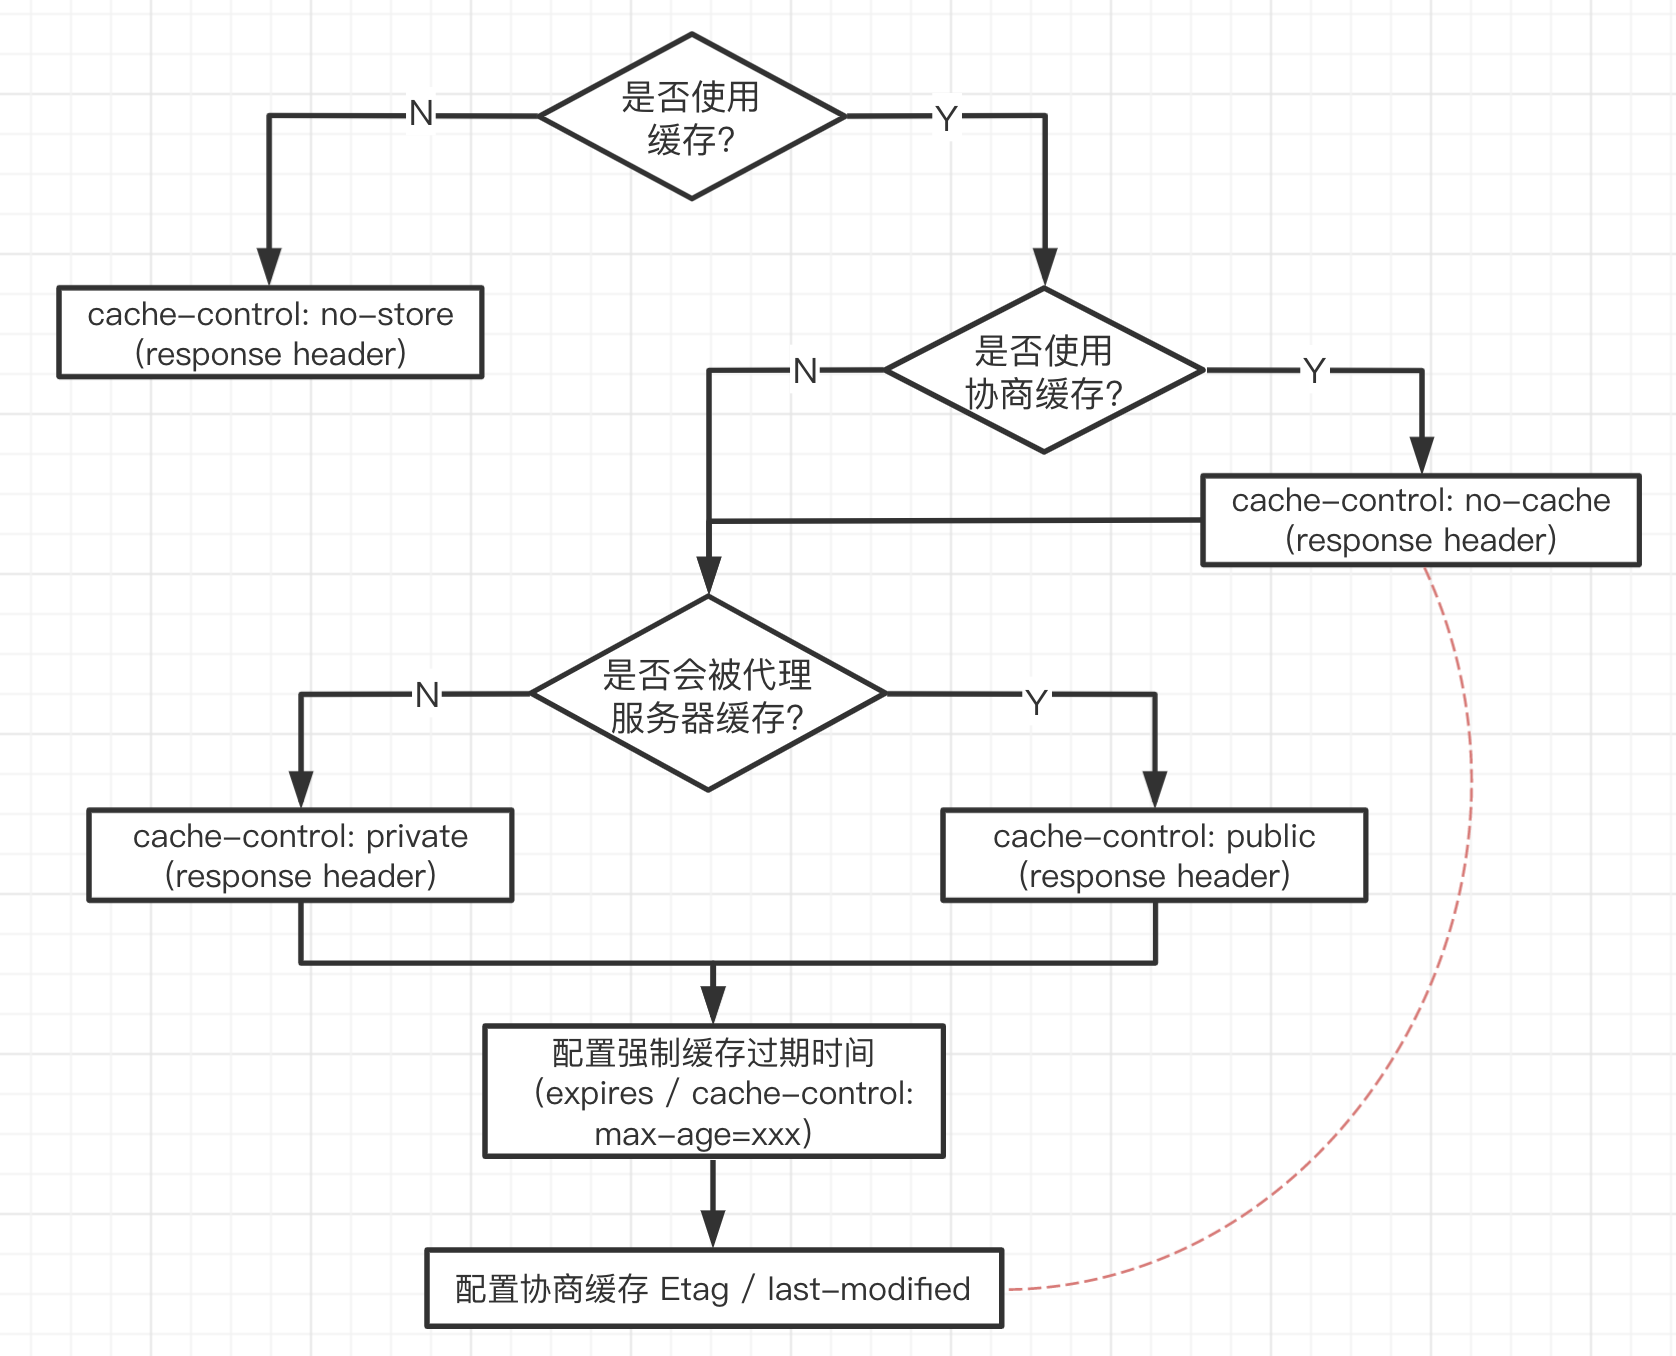 是否使用
缓存?
N
Y
cache-control: no-store
(response header)
是否使用
协商缓存?
N
Y
cache-control: no-cache
(response header)
是否会被代理
服务器缓存?
N
Y
cache-control: private
(response header)
cache-control: public
(response header)
配置强制缓存过期时间
(expires / cache-control:
max-age=xxx)
配置协商缓存 Etag / last-modified